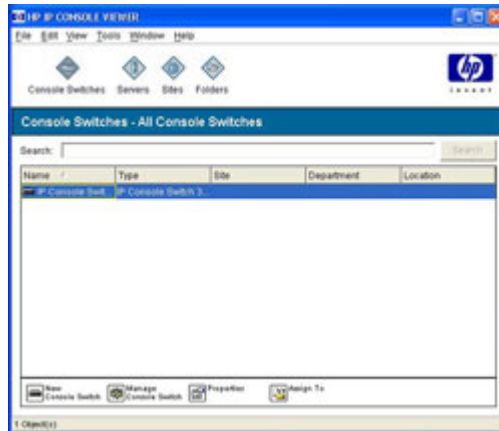 HP IP CONSOLE VIEWER
File Edit View Tools Window Help
Console Switches Servers Sites Folders
hp
invent
Console Switches - All Console Switches
Search: Search
Name Type Site Department Location
IP Console Swit... IP Console Switch 3...
New Console Switch Manage Console Switch Properties Assign To
1 Object(s)